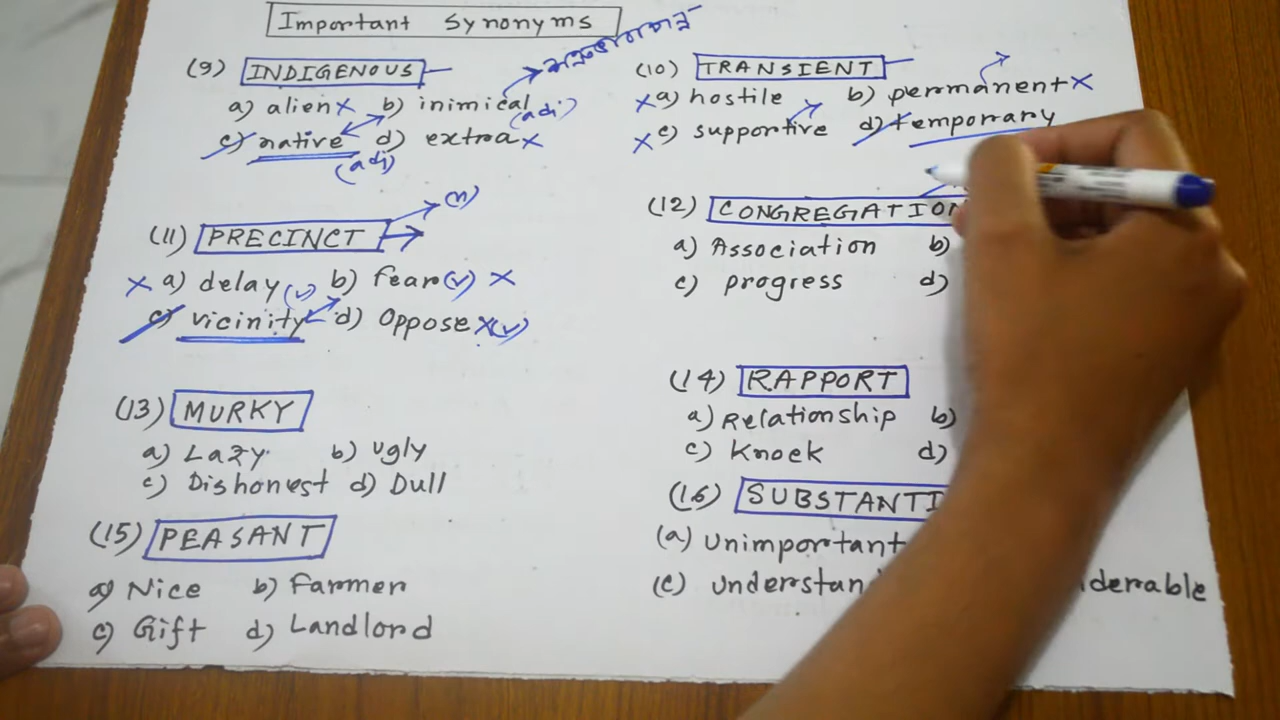 Important Synonyms
(9) INDIGENOUS
a) alien x b) inimical (adj)
c) native d) extra x
(adj)
(10) TRANSIENT
x a) hostile b) permanent x
x c) supportive d) temporary
(11) PRECINCT (n)
x a) delay (v) b) fear (v) x
c) vicinity d) Oppose x (v)
(12) CONGREGATION
a) Association b)
c) progress d)
(13) MURKY
a) Lazy b) ugly
c) Dishonest d) Dull
(14) RAPPORT
a) Relationship b)
c) Knock d)
(15) PEASANT
a) Nice b) Farmer
c) Gift d) Landlord
(16) SUBSTANTI
(a) unimportant
(c) understan derable